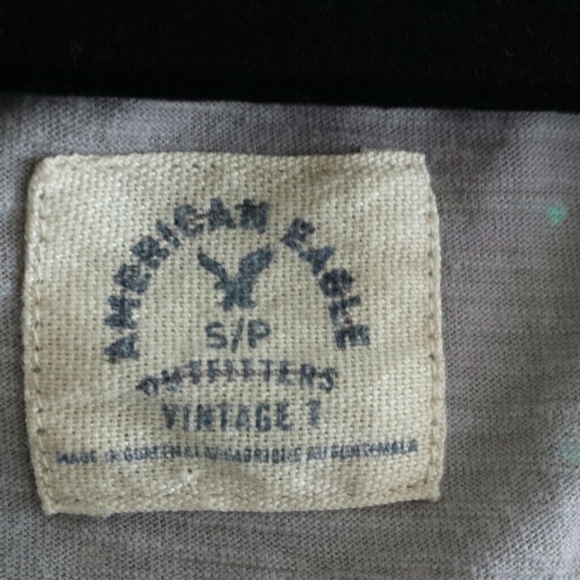 AMERICAN EAGLE
S/P
OUTFITTERS
VINTAGE T
MADE IN GUATEMALA/FABRIQUE AU GUATEMALA